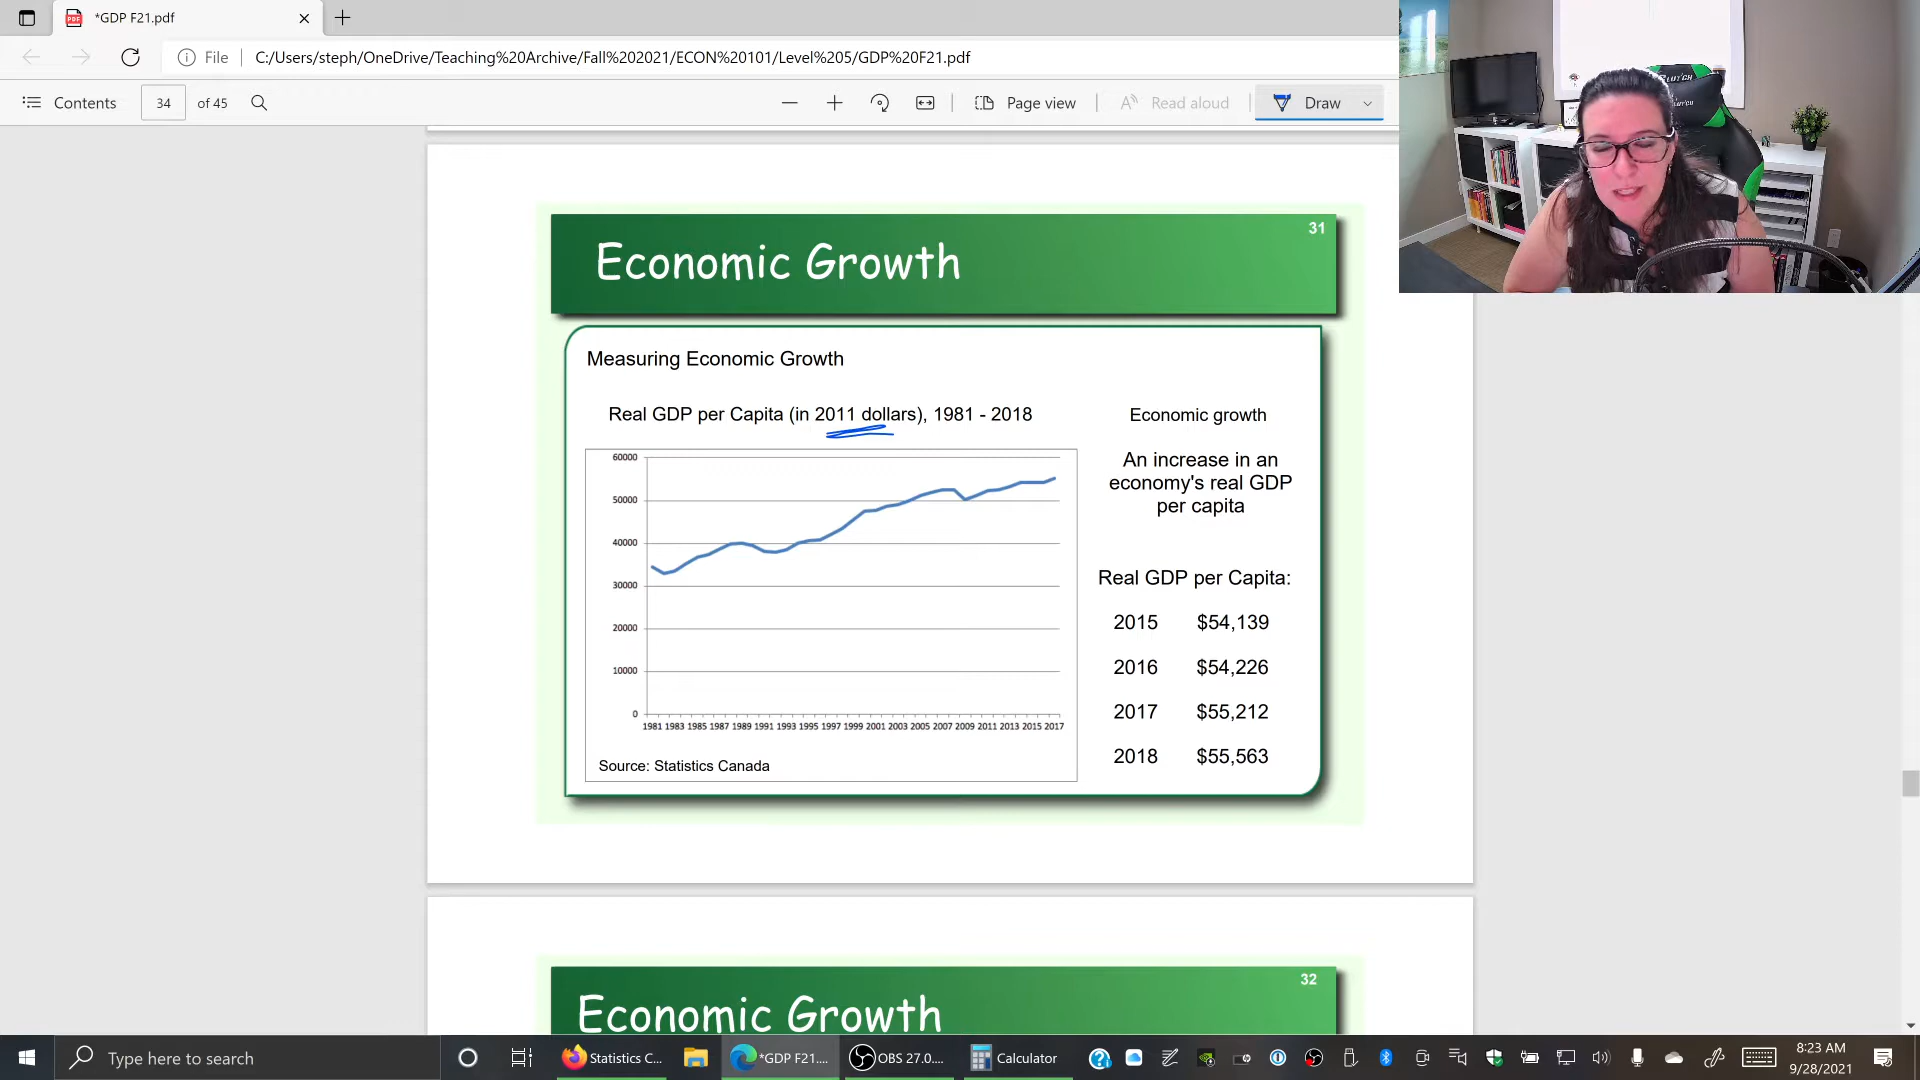 *GDP F21.pdf
File C:/Users/steph/OneDrive/Teaching%20Archive/Fall%202021/ECON%20101/Level%205/GDP%20F21.pdf
Contents 34 of 45 Page view Read aloud Draw
31
Economic Growth
Measuring Economic Growth
Real GDP per Capita (in 2011 dollars), 1981 - 2018
60000
50000
40000
30000
20000
10000
0
1981 1983 1985 1987 1989 1991 1993 1995 1997 1999 2001 2003 2005 2007 2009 2011 2013 2015 2017
Source: Statistics Canada
Economic growth
An increase in an
economy's real GDP
per capita
Real GDP per Capita:
2015 $54,139
2016 $54,226
2017 $55,212
2018 $55,563
32
Economic Growth
Type here to search
Statistics C...
*GDP F21....
OBS 27.0....
Calculator
8:23 AM
9/28/2021